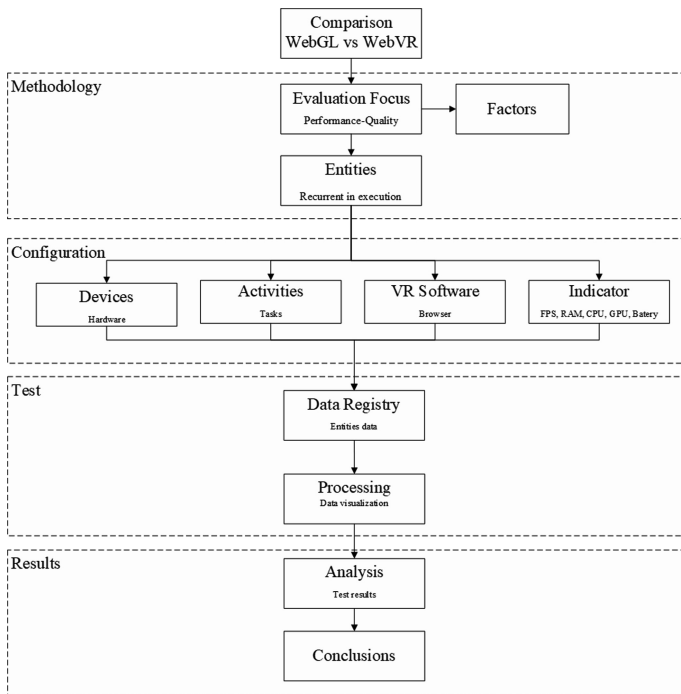 Comparison
WebGL vs WebVR
Methodology
Evaluation Focus
Performance-Quality
Factors
Entities
Recurrent in execution
Configuration
Devices
Hardware
Activities
Tasks
VR Software
Browser
Indicator
FPS, RAM, CPU, GPU, Batery
Test
Data Registry
Entities data
Processing
Data visualization
Results
Analysis
Test results
Conclusions